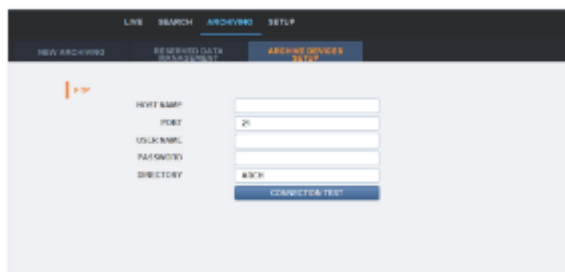 LIVE SEARCH ARCHIVING SETUP
NEW ARCHIVING RESERVED DATA ARCHIVE DEVICES
MANAGEMENT SETUP
FTP
HOST NAME
PORT 21
USER NAME
PASSWORD
DIRECTORY ARCH
CONNECTION TEST